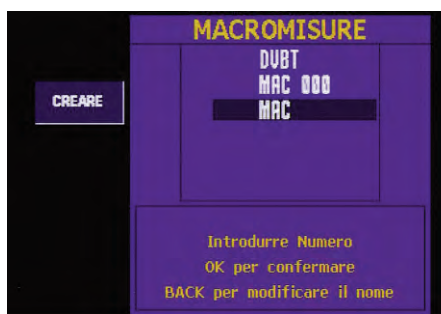 MACROMISURE
DVBT
MAC 000
CREARE
MAC
Introdurre Numero
OK per confermare
BACK per modificare il nome